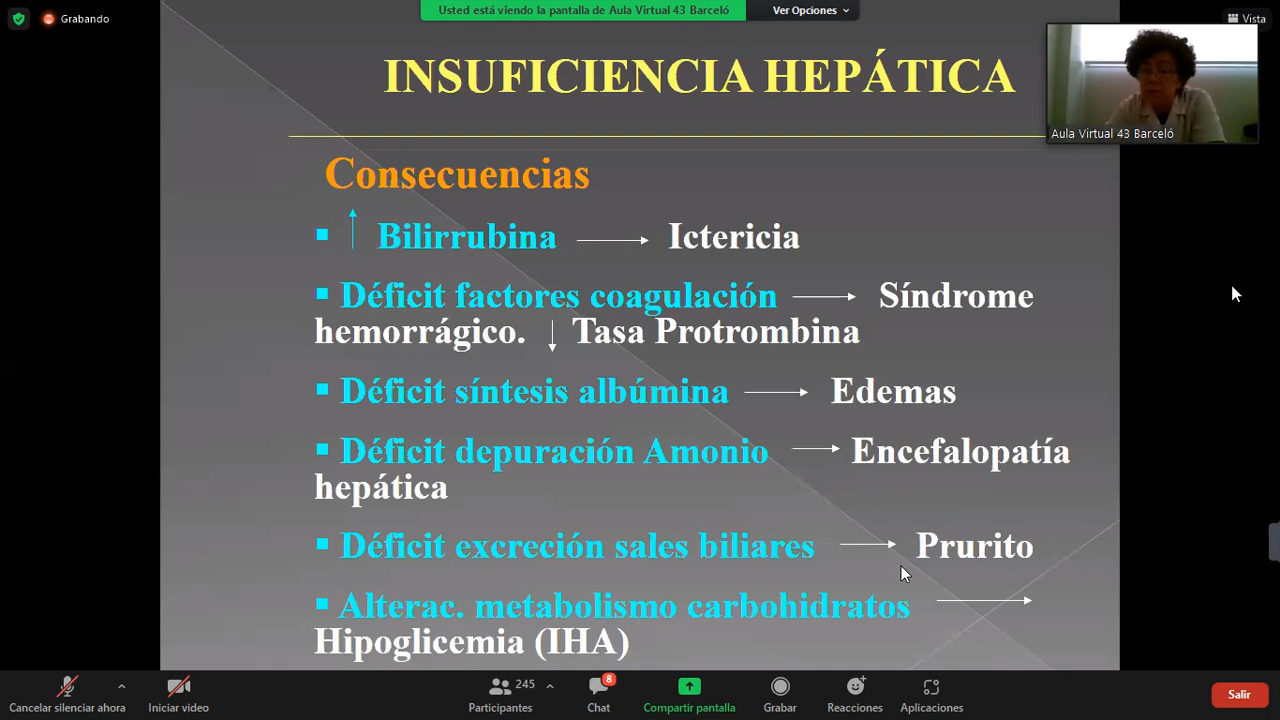 Grabando
Usted está viendo la pantalla de Aula Virtual 43 Barceló
Ver Opciones
Vista
INSUFICIENCIA HEPÁTICA
Aula Virtual 43 Barceló
Consecuencias
▪ ↑ Bilirrubina → Ictericia
▪ Déficit factores coagulación → Síndrome
hemorrágico. ↓ Tasa Protrombina
▪ Déficit síntesis albúmina → Edemas
▪ Déficit depuración Amonio → Encefalopatía
hepática
▪ Déficit excreción sales biliares → Prurito
▪ Alterac. metabolismo carbohidratos →
Hipoglicemia (IHA)
Cancelar silenciar ahora
Iniciar video
245
Participantes
8
Chat
Compartir pantalla
Grabar
Reacciones
Aplicaciones
Salir